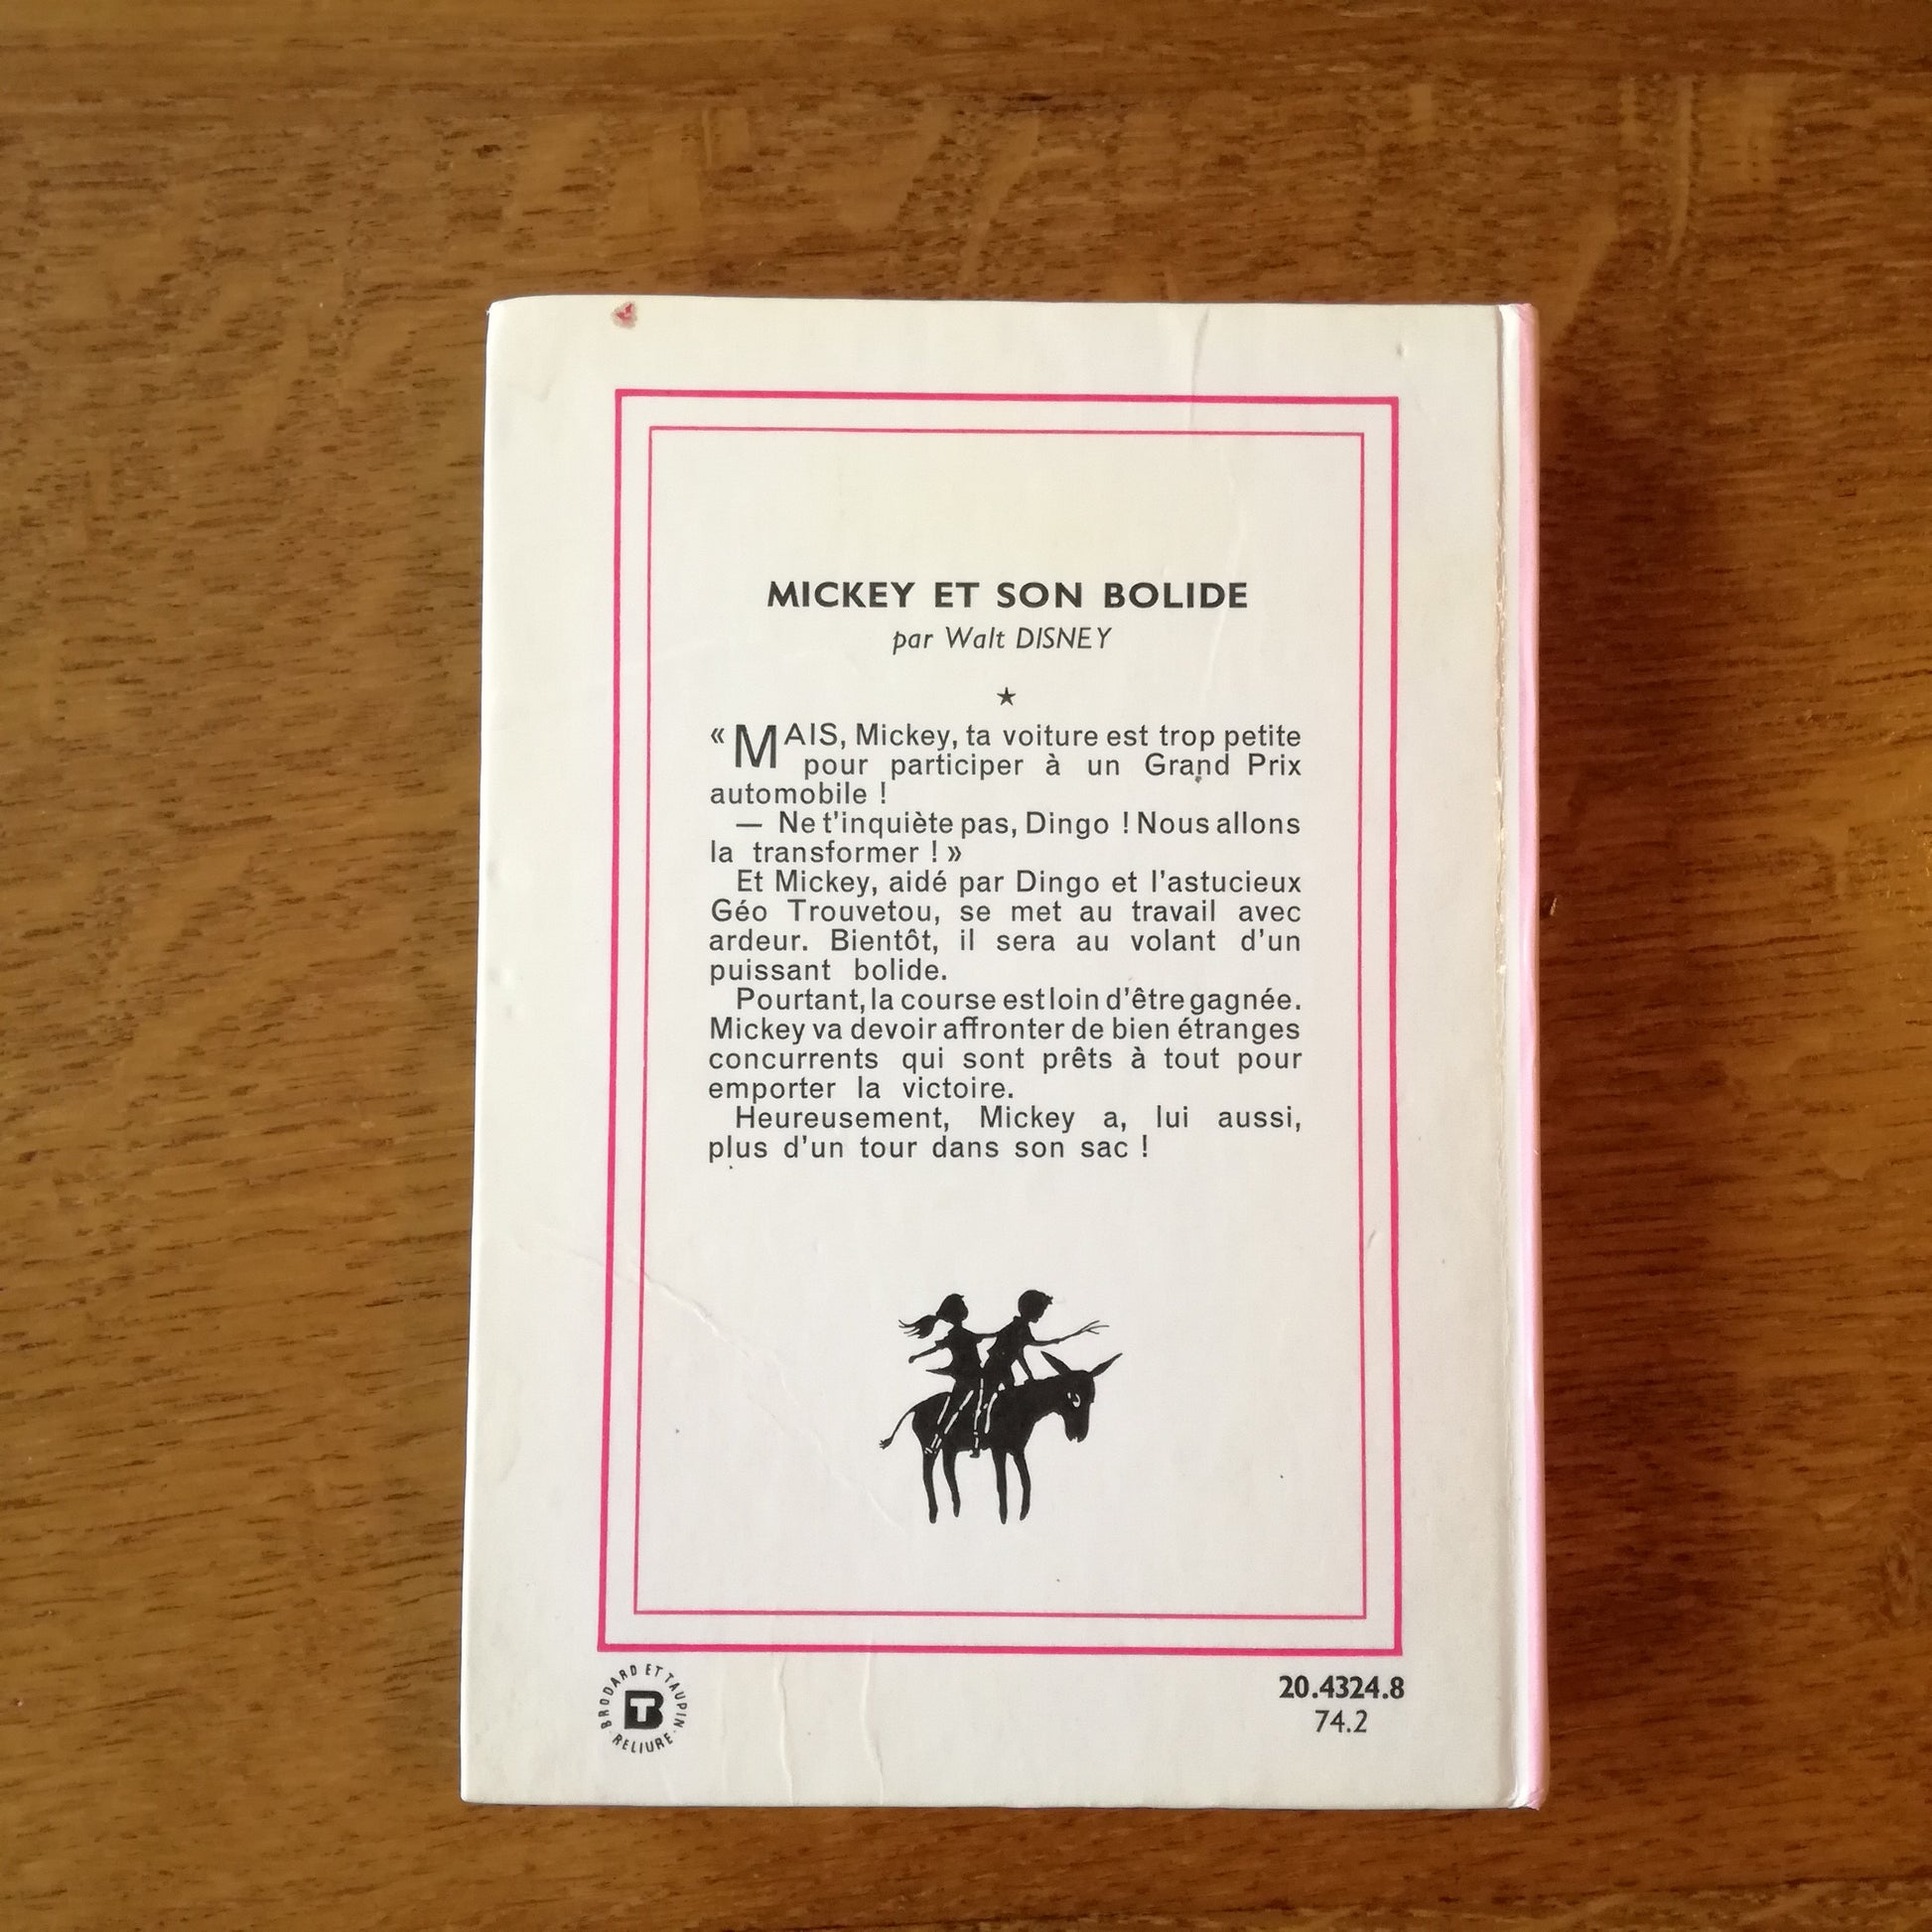 MICKEY ET SON BOLIDE
par Walt DISNEY
★
« MAIS, Mickey, ta voiture est trop petite
pour participer à un Grand Prix
automobile !
— Ne t'inquiète pas, Dingo ! Nous allons
la transformer ! »
Et Mickey, aidé par Dingo et l'astucieux
Géo Trouvetou, se met au travail avec
ardeur. Bientôt, il sera au volant d'un
puissant bolide.
Pourtant, la course est loin d'être gagnée.
Mickey va devoir affronter de bien étranges
concurrents qui sont prêts à tout pour
emporter la victoire.
Heureusement, Mickey a, lui aussi,
plus d'un tour dans son sac !
BRODARD ET TAUPIN
BT
RELIURE
20.4324.8
74.2